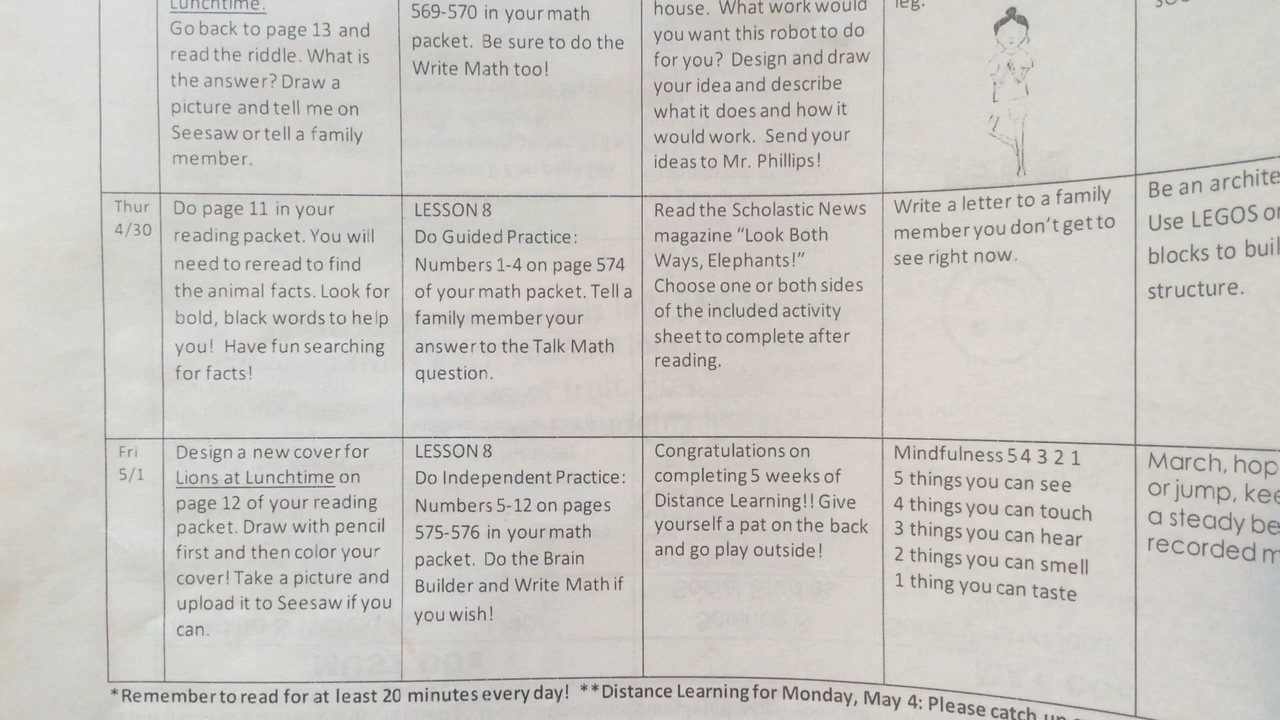 Lunchtime.
Go back to page 13 and
read the riddle. What is
the answer? Draw a
picture and tell me on
Seesaw or tell a family
member.
569-570 in your math
packet. Be sure to do the
Write Math too!
house. What work would
you want this robot to do
for you? Design and draw
your idea and describe
what it does and how it
would work. Send your
ideas to Mr. Phillips!
leg.
Thur
4/30
Do page 11 in your
reading packet. You will
need to reread to find
the animal facts. Look for
bold, black words to help
you! Have fun searching
for facts!
LESSON 8
Do Guided Practice:
Numbers 1-4 on page 574
of your math packet. Tell a
family member your
answer to the Talk Math
question.
Read the Scholastic News
magazine "Look Both
Ways, Elephants!"
Choose one or both sides
of the included activity
sheet to complete after
reading.
Write a letter to a family
member you don't get to
see right now.
Be an archite
Use LEGOS or
blocks to buil
structure.
Fri
5/1
Design a new cover for
Lions at Lunchtime on
page 12 of your reading
packet. Draw with pencil
first and then color your
cover! Take a picture and
upload it to Seesaw if you
can.
LESSON 8
Do Independent Practice:
Numbers 5-12 on pages
575-576 in your math
packet. Do the Brain
Builder and Write Math if
you wish!
Congratulations on
completing 5 weeks of
Distance Learning!! Give
yourself a pat on the back
and go play outside!
Mindfulness 5 4 3 2 1
5 things you can see
4 things you can touch
3 things you can hear
2 things you can smell
1 thing you can taste
March, hop
or jump, kee
a steady be
recorded m
*Remember to read for at least 20 minutes every day! **Distance Learning for Monday, May 4: Please catch up